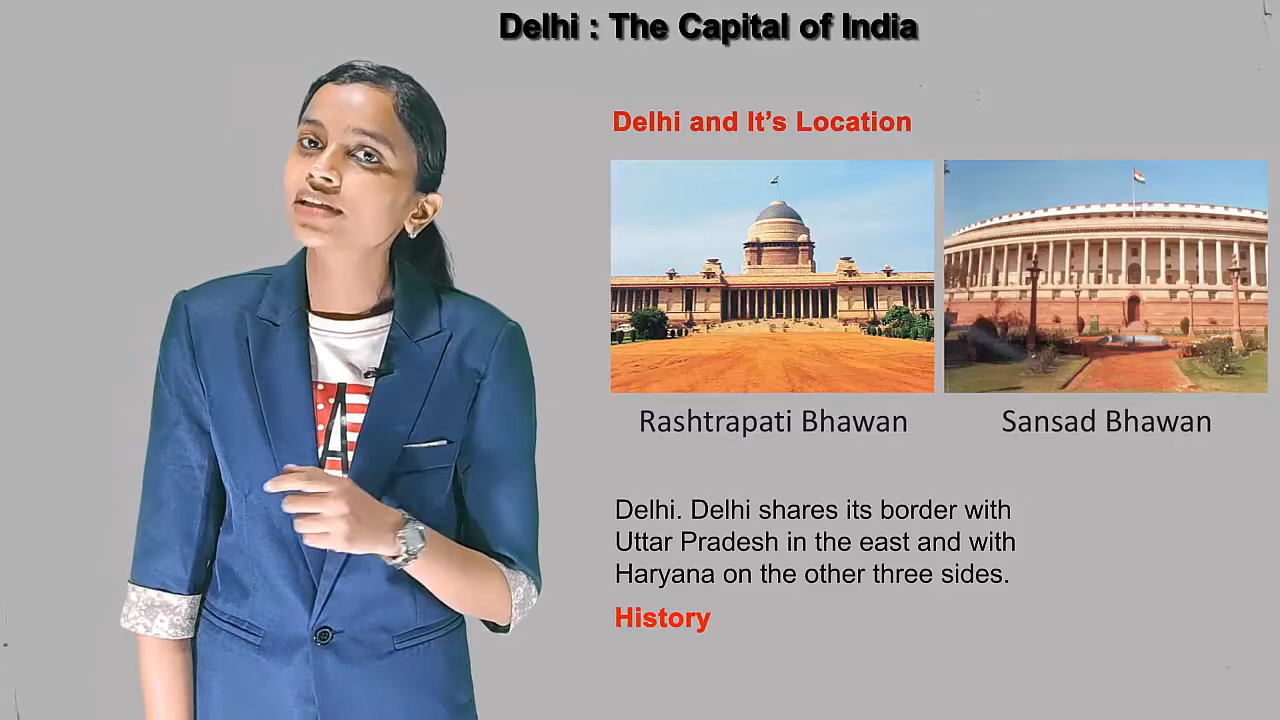 Delhi : The Capital of India
Delhi and It’s Location
Rashtrapati Bhawan
Sansad Bhawan
Delhi. Delhi shares its border with
Uttar Pradesh in the east and with
Haryana on the other three sides.
History
A